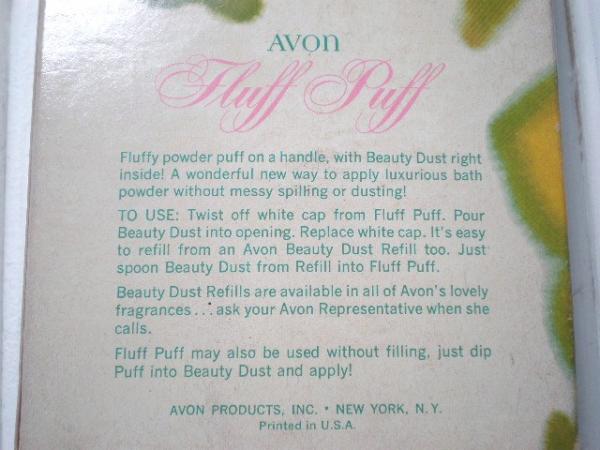 AVON
Fluff Puff
Fluffy powder puff on a handle, with Beauty Dust right
inside! A wonderful new way to apply luxurious bath
powder without messy spilling or dusting!
TO USE: Twist off white cap from Fluff Puff. Pour
Beauty Dust into opening. Replace white cap. It's easy
to refill from an Avon Beauty Dust Refill too. Just
spoon Beauty Dust from Refill into Fluff Puff.
Beauty Dust Refills are available in all of Avon's lovely
fragrances...ask your Avon Representative when she
calls.
Fluff Puff may also be used without filling, just dip
Puff into Beauty Dust and apply!
AVON PRODUCTS, INC. • NEW YORK, N.Y.
Printed in U.S.A.